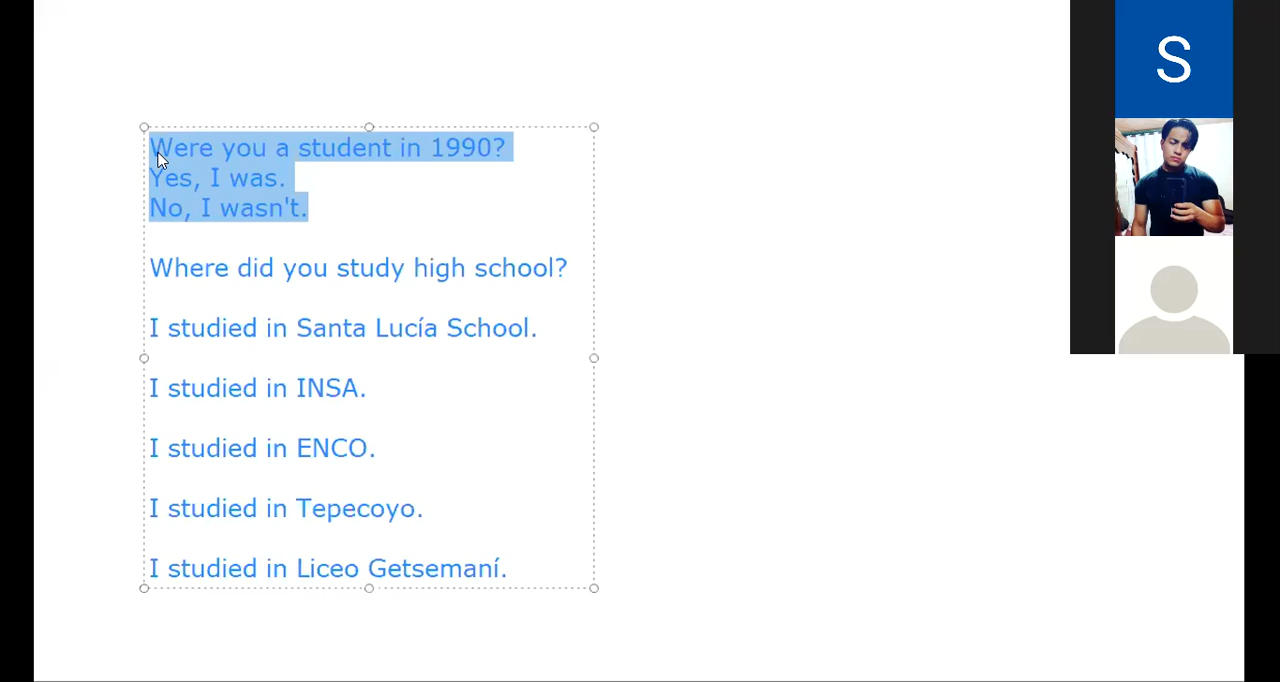 Were you a student in 1990?
Yes, I was.
No, I wasn't.
Where did you study high school?
I studied in Santa Lucía School.
I studied in INSA.
I studied in ENCO.
I studied in Tepecoyo.
I studied in Liceo Getsemaní.
S